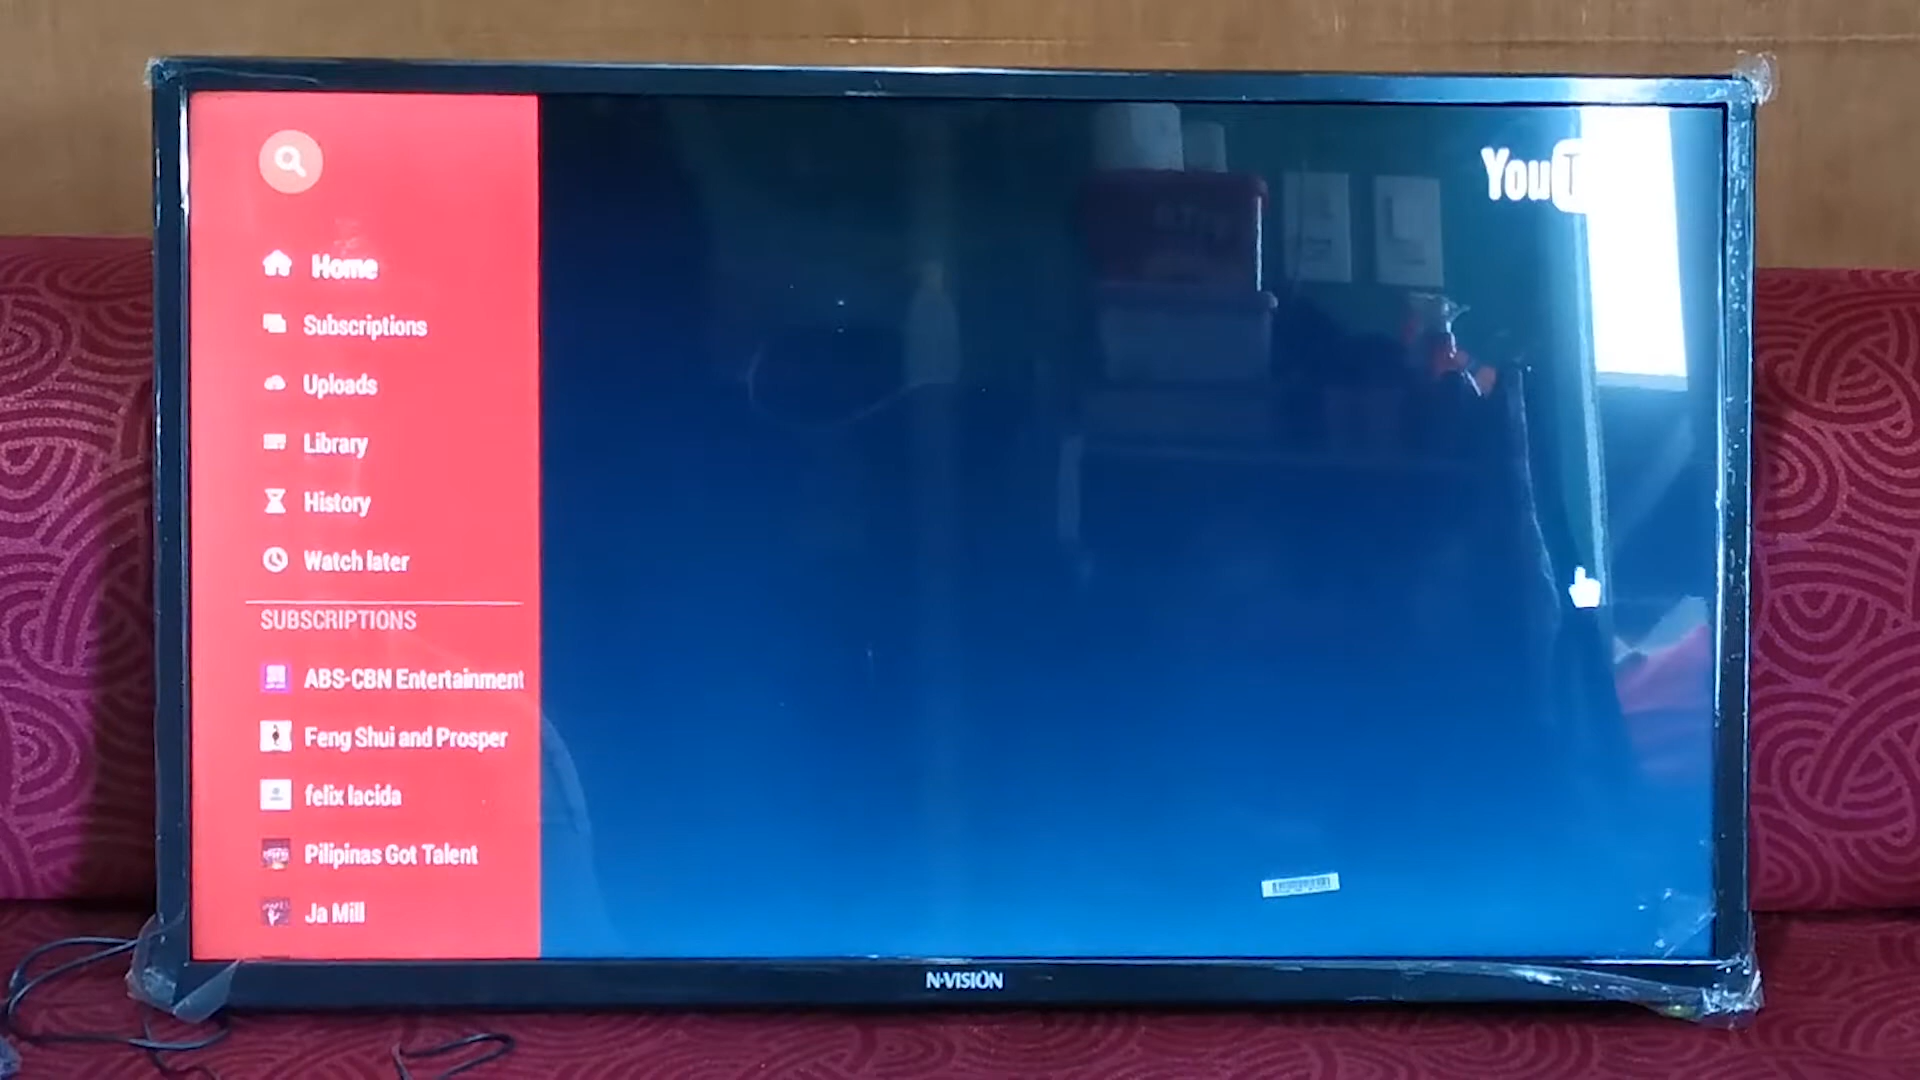 YouT
Home
Subscriptions
Uploads
Library
History
Watch later
SUBSCRIPTIONS
ABS-CBN Entertainment
Feng Shui and Prosper
felix lacida
Pilipinas Got Talent
Ja Mill
N-VISION